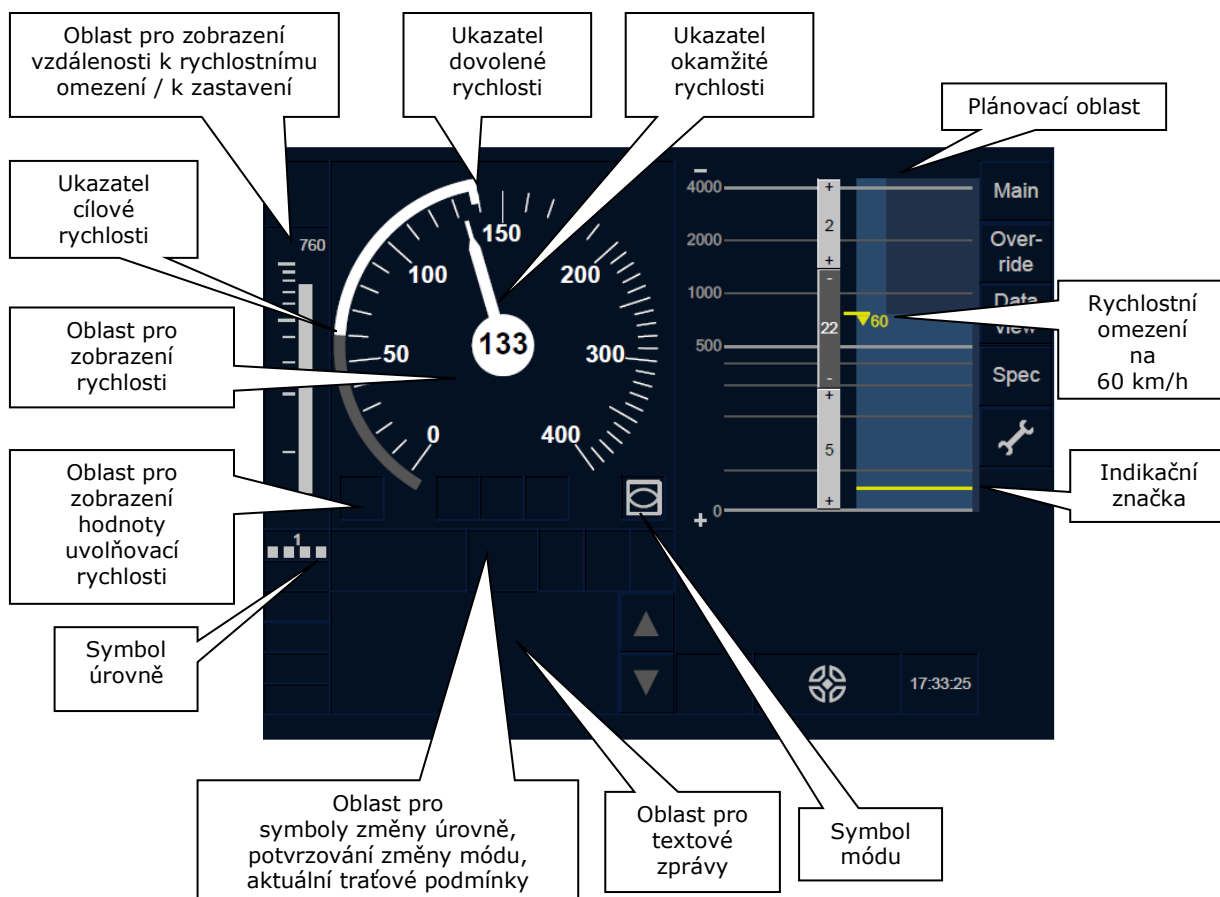 Oblast pro zobrazení
vzdálenosti k rychlostnímu
omezení / k zastavení
Ukazatel
dovolené
rychlosti
Ukazatel
okamžité
rychlosti
Plánovací oblast
Ukazatel
cílové
rychlosti
Oblast pro
zobrazení
rychlosti
Oblast pro
zobrazení
hodnoty
uvolňovací
rychlosti
Symbol
úrovně
760
0
50
100
150
200
300
400
133
1
−
4000
2000
1000
500
0
+
+
2
+
-
22
-
+
5
+
60
Main
Over-
ride
Data
view
Spec
17:33:25
Rychlostní
omezení
na
60 km/h
Indikační
značka
Oblast pro
symboly změny úrovně,
potvrzování změny módu,
aktuální traťové podmínky
Oblast pro
textové
zprávy
Symbol
módu